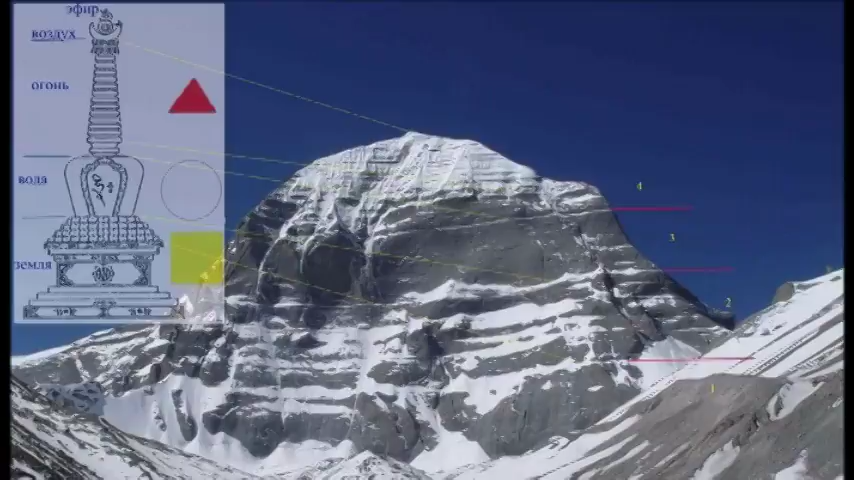 эфир
воздух
огонь
вода
земля
4
3
2
1